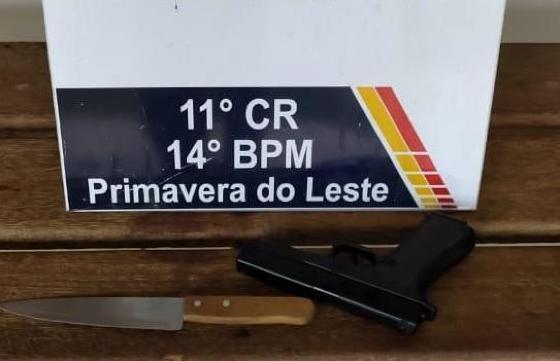 11° CR
14° BPM
Primavera do Leste